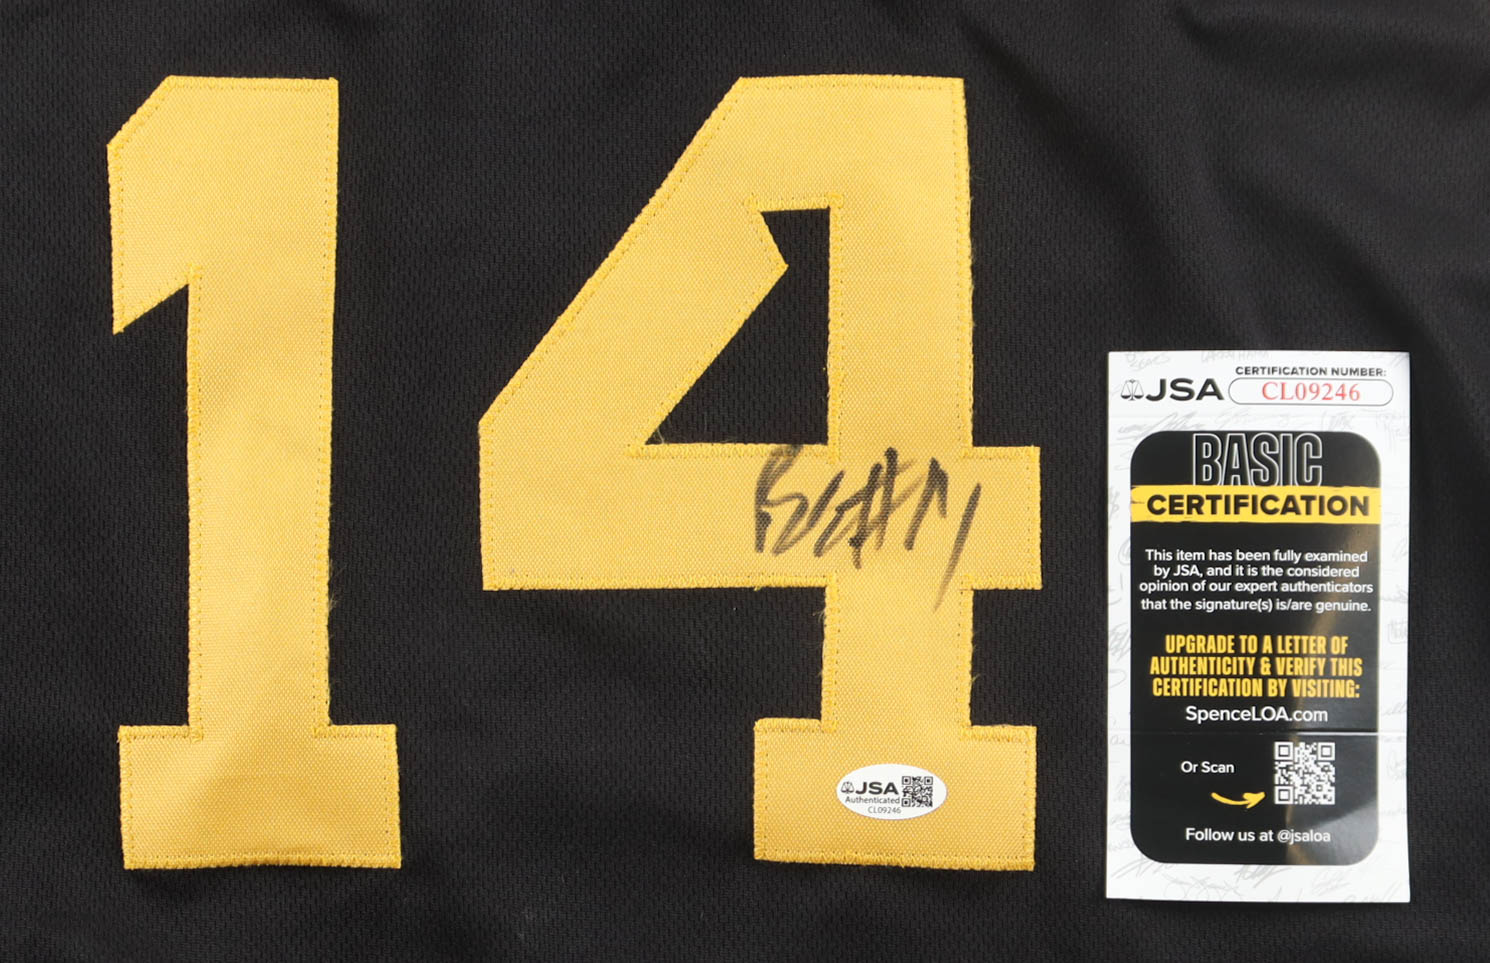 14
JSA
CERTIFICATION NUMBER:
CL09246
BASIC
CERTIFICATION
This item has been fully examined
by JSA, and it is the considered
opinion of our expert authenticators
that the signature(s) is/are genuine.
UPGRADE TO A LETTER OF
AUTHENTICITY & VERIFY THIS
CERTIFICATION BY VISITING:
SpenceLOA.com
Or Scan
Follow us at @jsaloa
JSA
Authenticated
CL09246